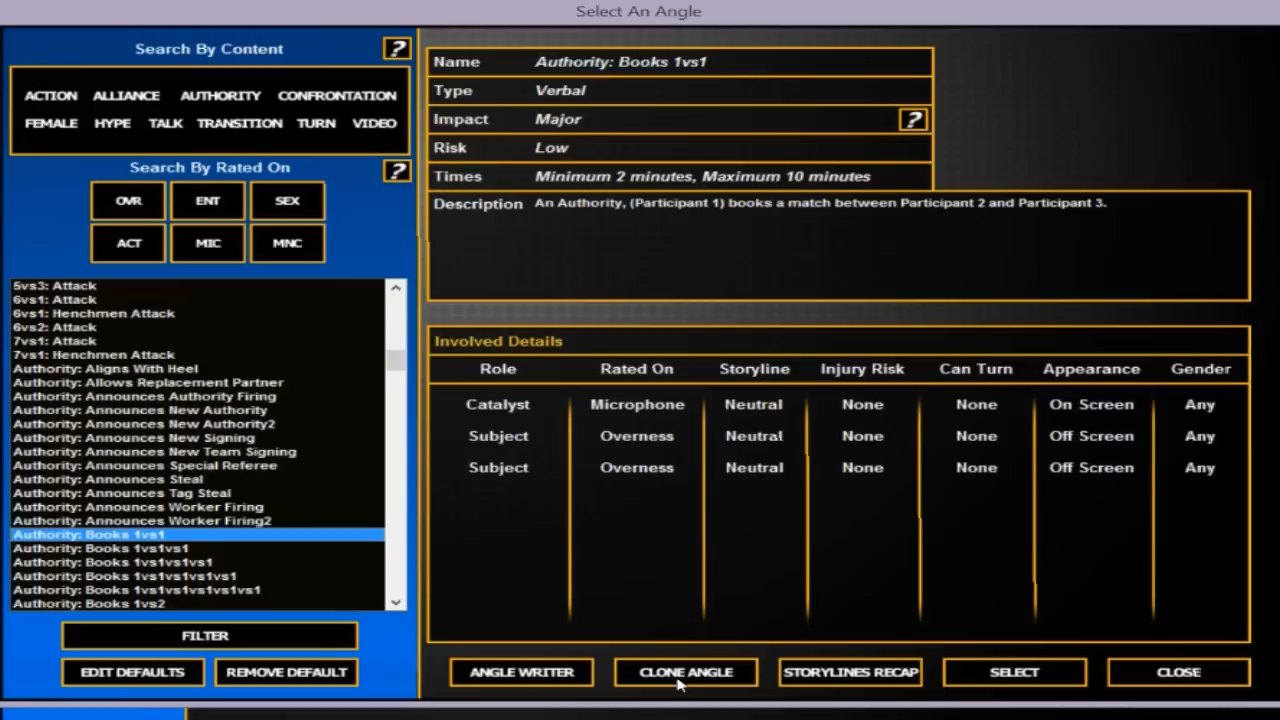 Select An Angle
Search By Content
?
ACTION ALLIANCE AUTHORITY CONFRONTATION
FEMALE HYPE TALK TRANSITION TURN VIDEO
Search By Rated On
?
OVR ENT SEX
ACT MIC MNC
5vs3: Attack
6vs1: Attack
6vs1: Henchmen Attack
6vs2: Attack
7vs1: Attack
7vs1: Henchmen Attack
Authority: Aligns With Heel
Authority: Allows Replacement Partner
Authority: Announces Authority Firing
Authority: Announces New Authority
Authority: Announces New Authority2
Authority: Announces New Signing
Authority: Announces New Team Signing
Authority: Announces Special Referee
Authority: Announces Steal
Authority: Announces Tag Steal
Authority: Announces Worker Firing
Authority: Announces Worker Firing2
Authority: Books 1vs1
Authority: Books 1vs1vs1
Authority: Books 1vs1vs1vs1
Authority: Books 1vs1vs1vs1vs1
Authority: Books 1vs1vs1vs1vs1vs1
Authority: Books 1vs2
FILTER
EDIT DEFAULTS REMOVE DEFAULT
Name Authority: Books 1vs1
Type Verbal
Impact Major ?
Risk Low
Times Minimum 2 minutes, Maximum 10 minutes
Description An Authority, (Participant 1) books a match between Participant 2 and Participant 3.
Involved Details
Role Rated On Storyline Injury Risk Can Turn Appearance Gender
Catalyst Microphone Neutral None None On Screen Any
Subject Overness Neutral None None Off Screen Any
Subject Overness Neutral None None Off Screen Any
ANGLE WRITER CLONE ANGLE STORYLINES RECAP SELECT CLOSE